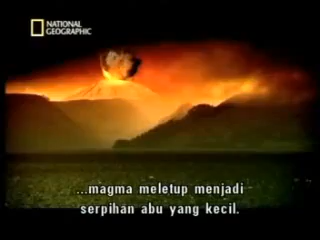 NATIONAL
GEOGRAPHIC
...magma meletup menjadi
serpihan abu yang kecil.